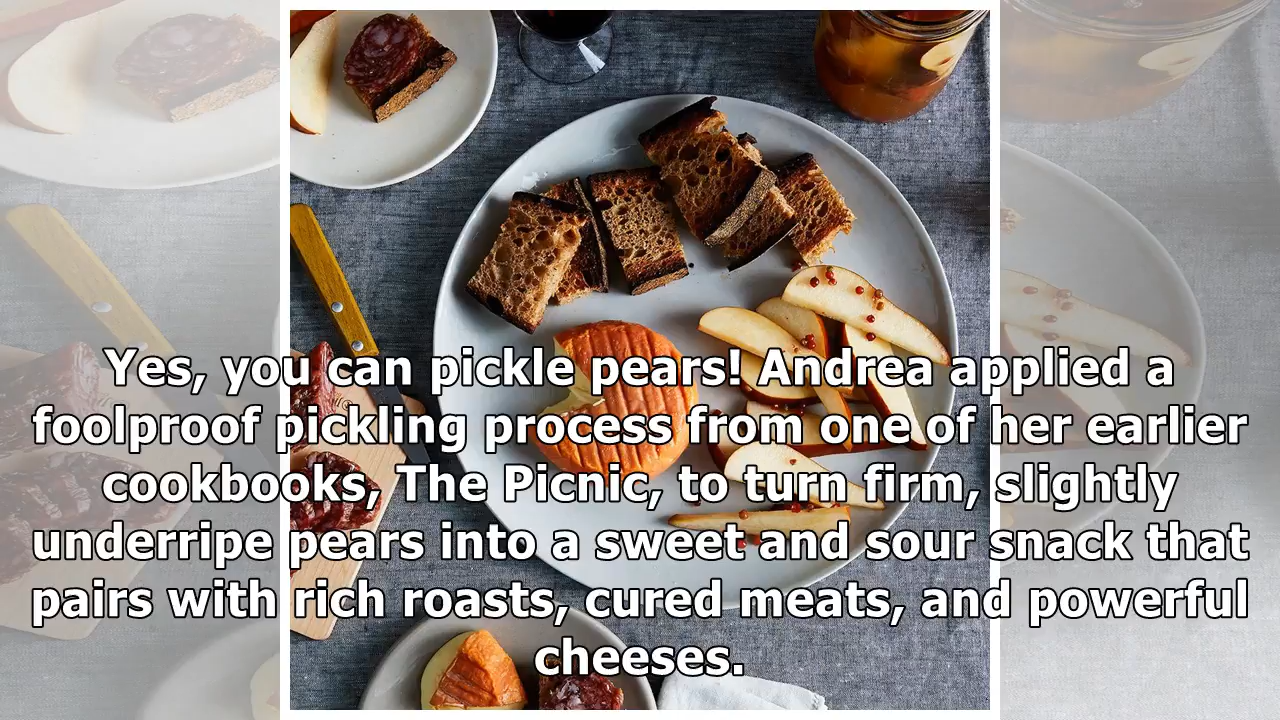 Yes, you can pickle pears! Andrea applied a
foolproof pickling process from one of her earlier
cookbooks, The Picnic, to turn firm, slightly
underripe pears into a sweet and sour snack that
pairs with rich roasts, cured meats, and powerful
cheeses.